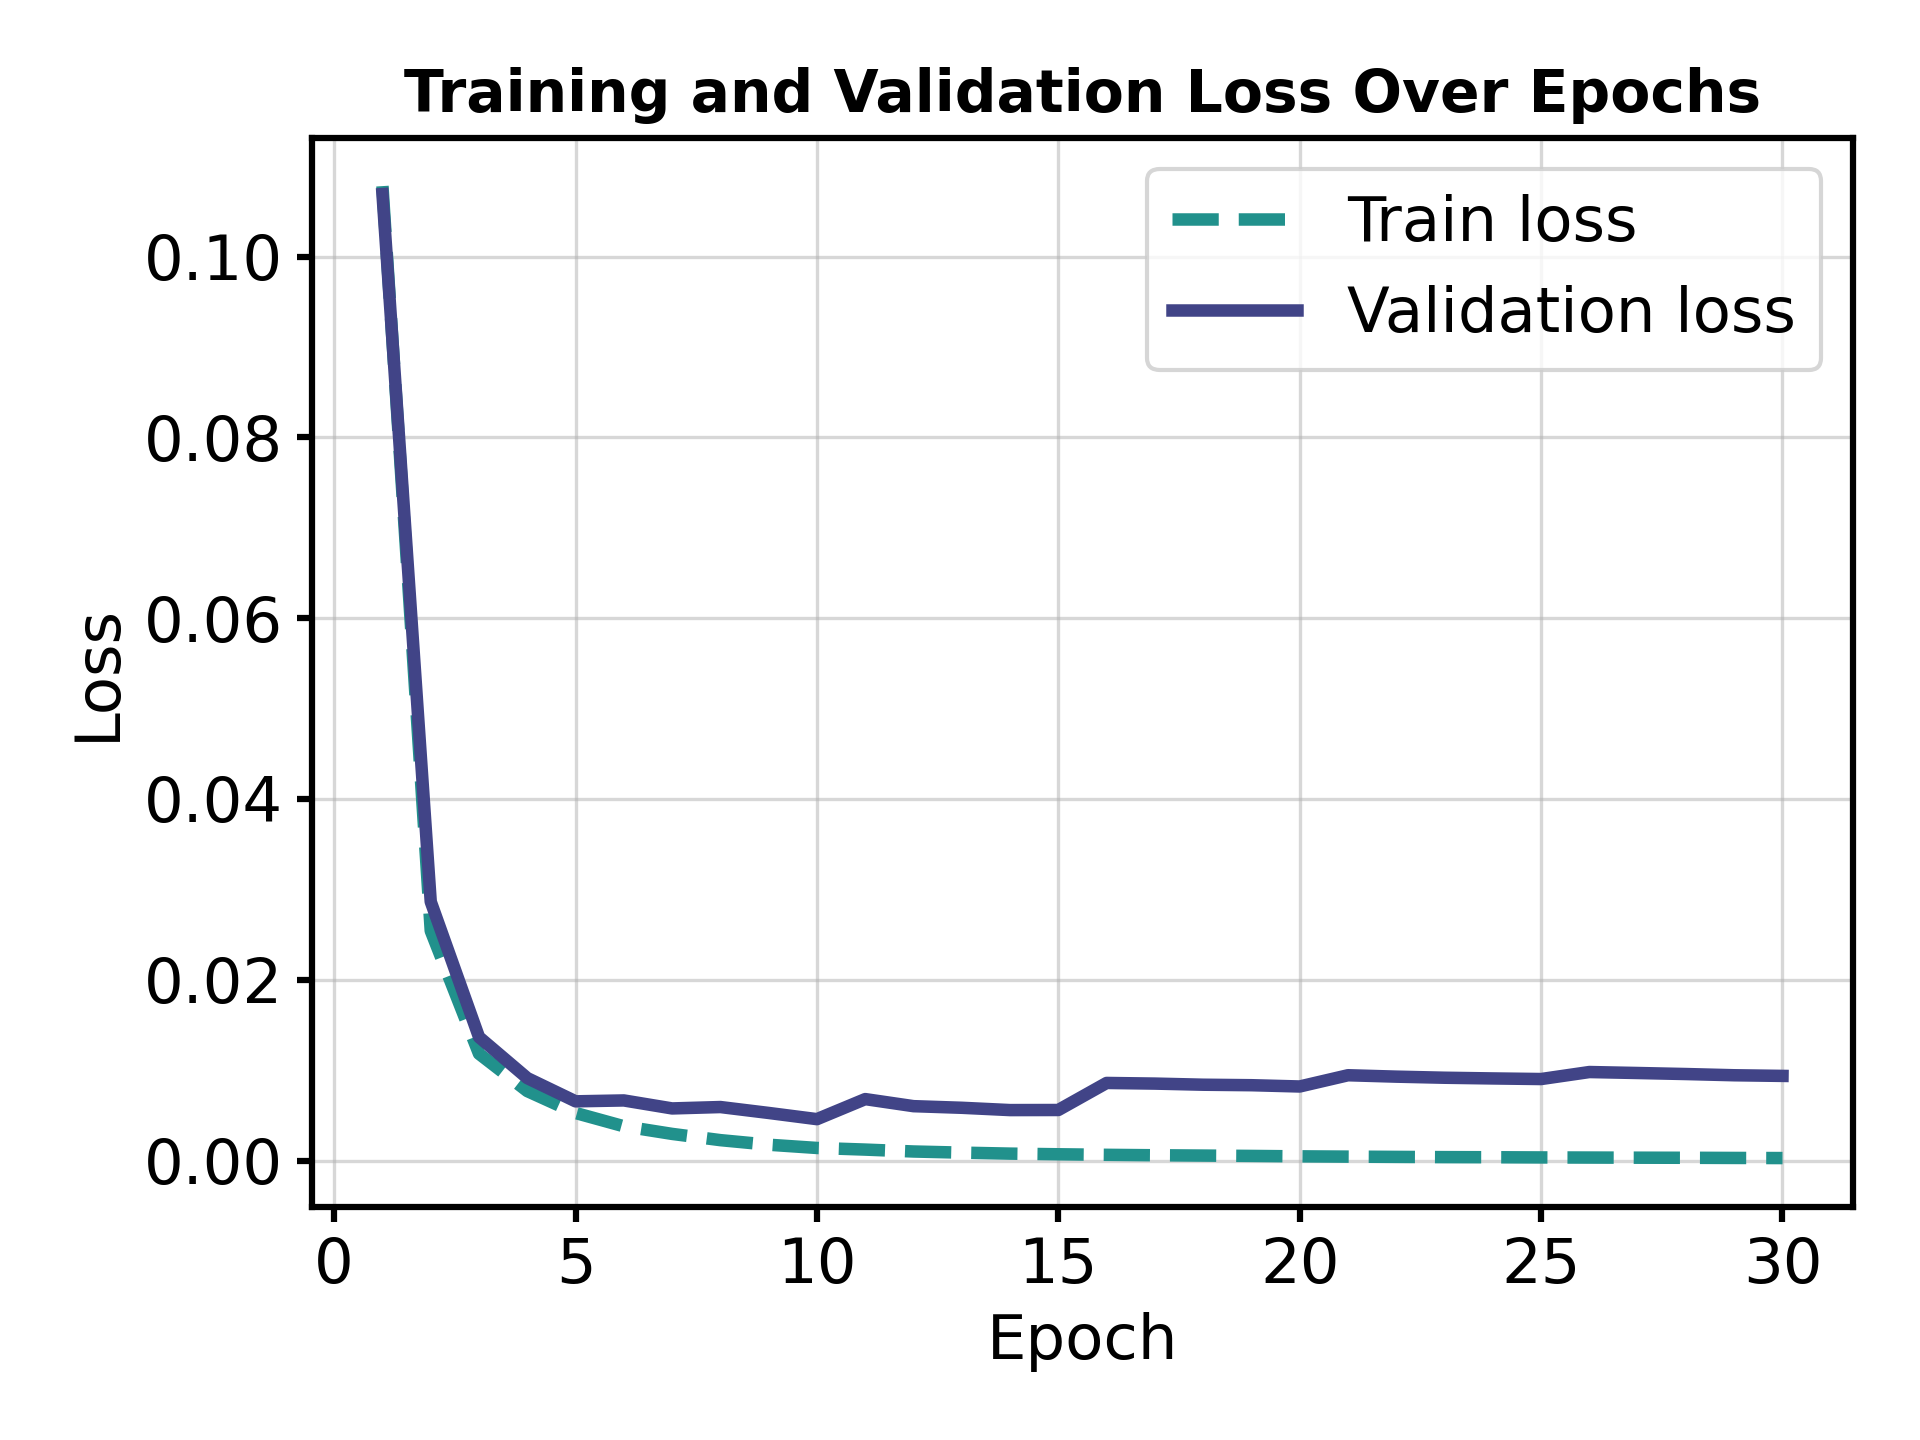 Training and Validation Loss Over Epochs
Train loss
Validation loss
Loss
0.10
0.08
0.06
0.04
0.02
0.00
0 5 10 15 20 25 30
Epoch